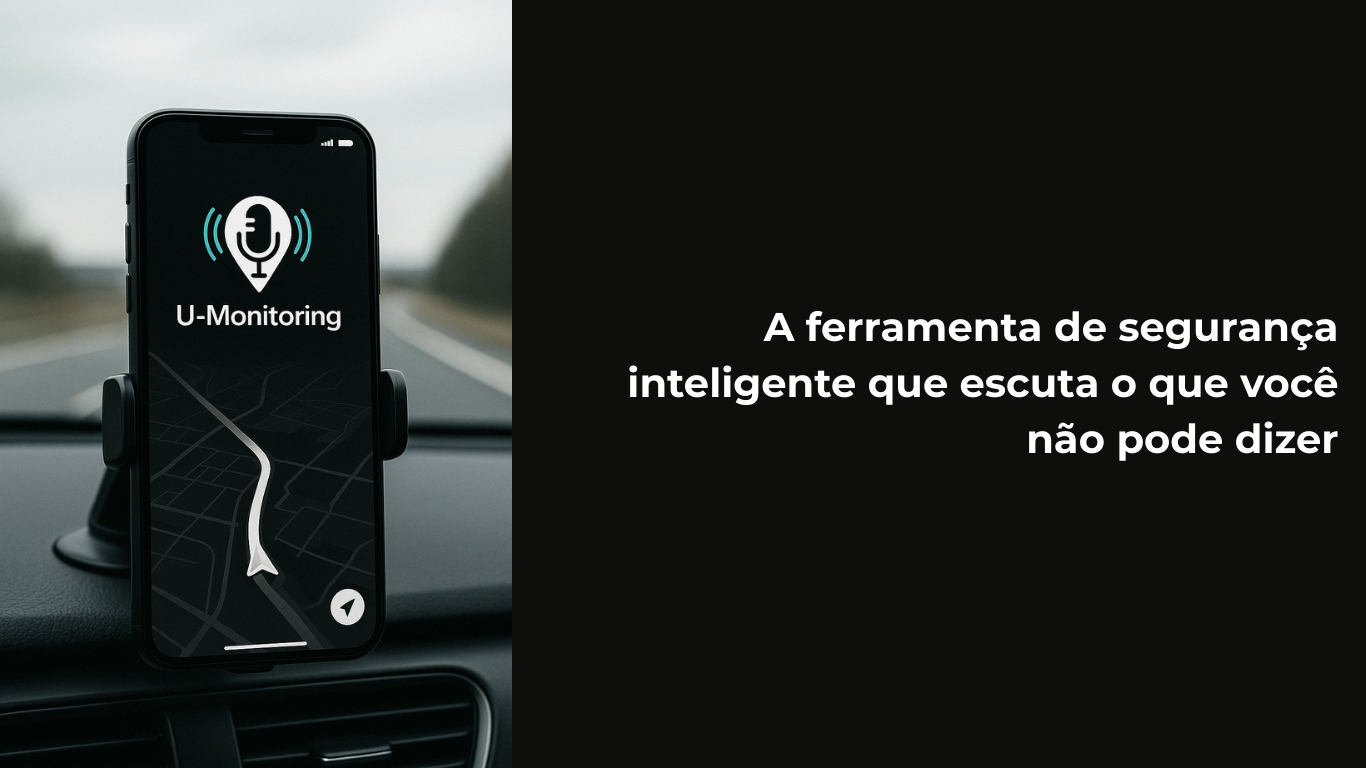 U-Monitoring
A ferramenta de segurança
inteligente que escuta o que você
não pode dizer